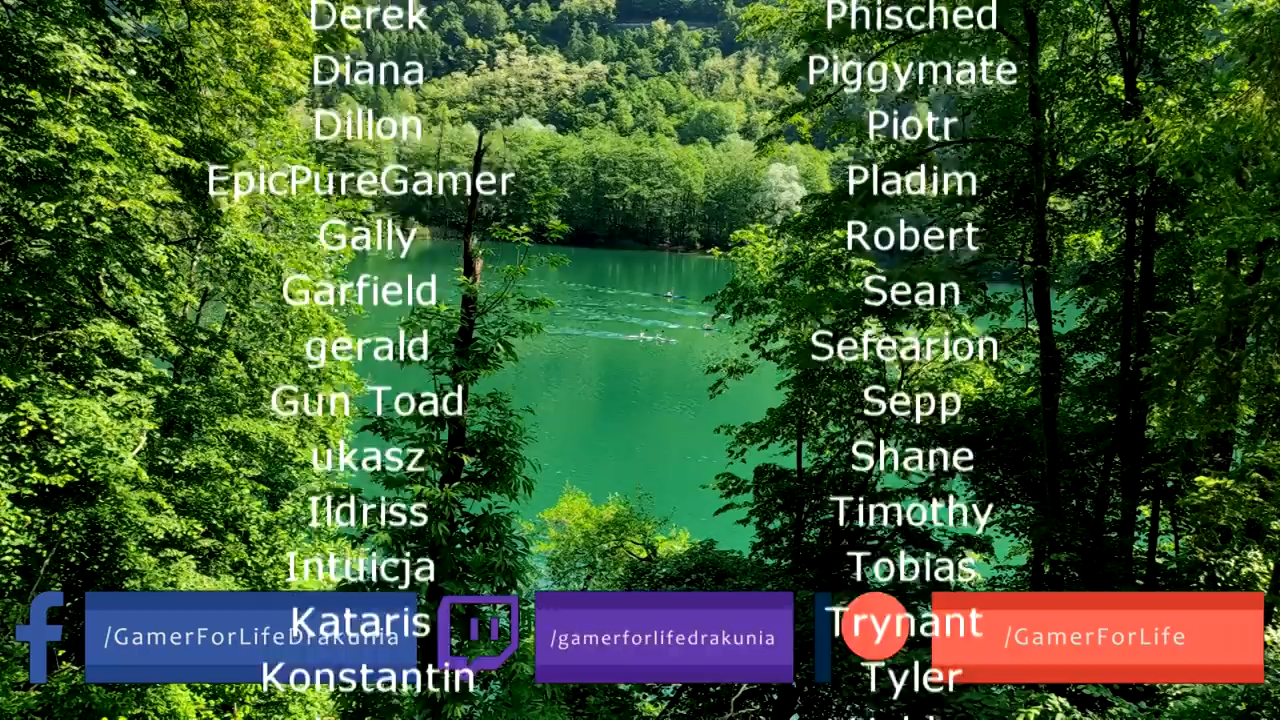 Derek
Diana
Dillon
EpicPureGamer
Gally
Garfield
gerald
Gun Toad
ukasz
Ildriss
Intuicja
Kataris
Konstantin
Phisched
Piggymate
Piotr
Pladim
Robert
Sean
Sefearion
Sepp
Shane
Timothy
Tobias
Trynant
Tyler
/GamerForLifeDrakunia
/gamerforlifedrakunia
/GamerForLife